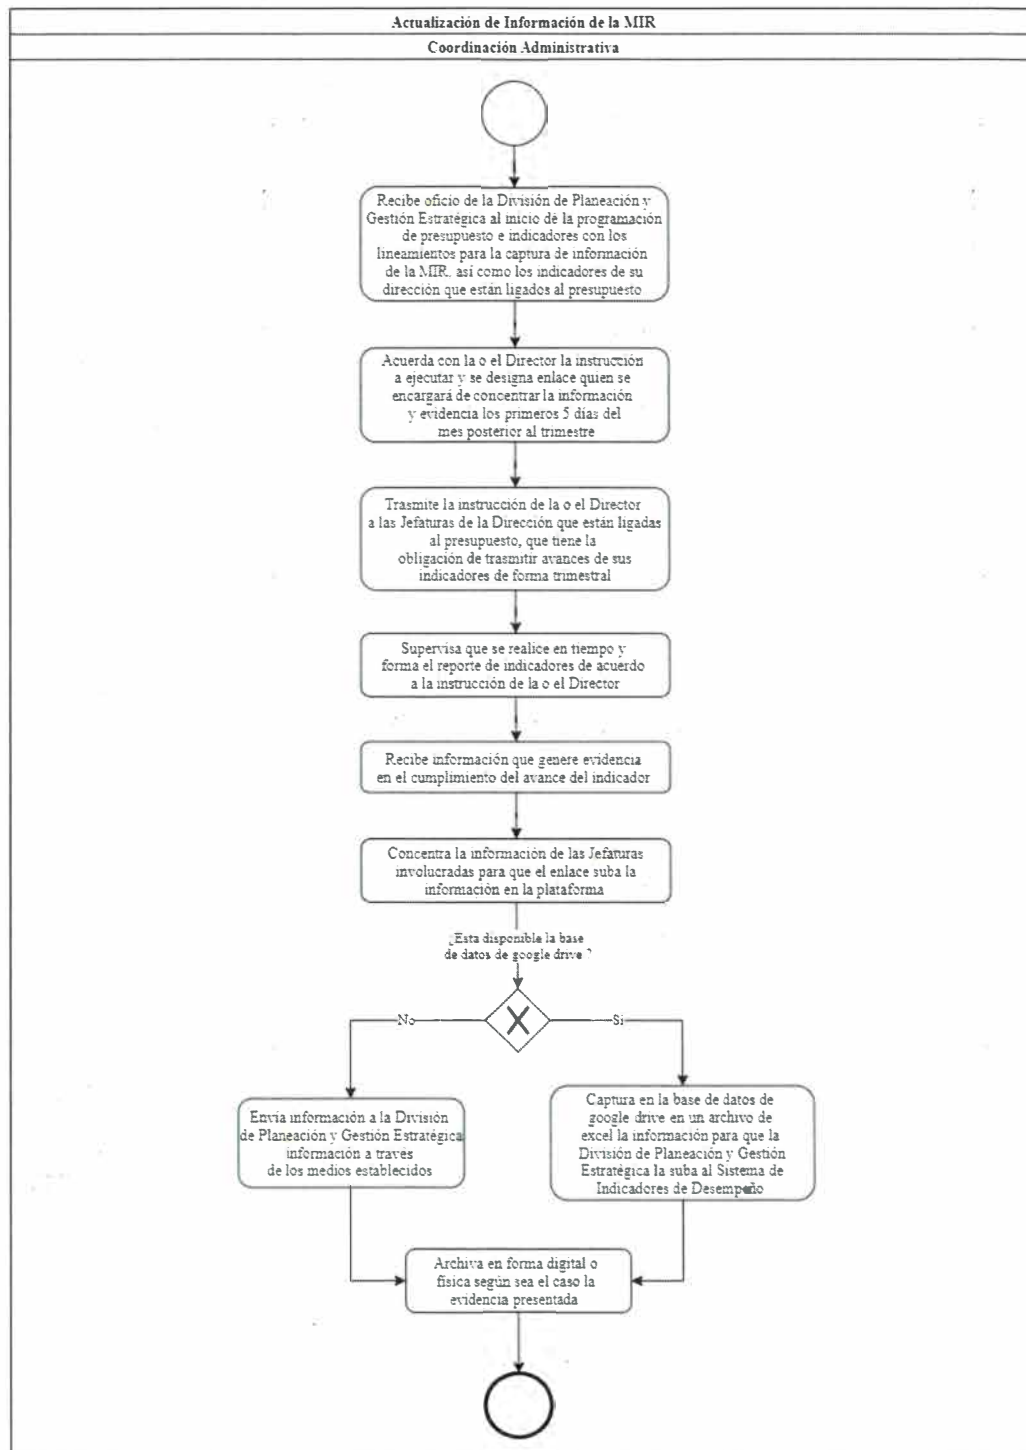 Actualización de Información de la MIR
Coordinación Administrativa
Recibe oficio de la División de Planeación y
Gestión Estratégica al inicio de la programación
de presupuesto e indicadores con los
lineamientos para la captura de información
de la MIR, así como los indicadores de su
dirección que están ligados al presupuesto
Acuerda con la o el Director la instrucción
a ejecutar y se designa enlace quien se
encargará de concentrar la información
y evidencia los primeros 5 días del
mes posterior al trimestre
Trasmite la instrucción de la o el Director
a las Jefaturas de la Dirección que están ligadas
al presupuesto, que tiene la
obligación de trasmitir avances de sus
indicadores de forma trimestral
Supervisa que se realice en tiempo y
forma el reporte de indicadores de acuerdo
a la instrucción de la o el Director
Recibe información que genere evidencia
en el cumplimiento del avance del indicador
Concentra la información de las Jefaturas
involucradas para que el enlace suba la
información en la plataforma
¿Esta disponible la base
de datos de google drive ?
No
Si
Envía información a la División
de Planeación y Gestión Estratégica
información a través
de los medios establecidos
Captura en la base de datos de
google drive en un archivo de
excel la información para que la
División de Planeación y Gestión
Estratégica la suba al Sistema de
Indicadores de Desempeño
Archiva en forma digital o
física según sea el caso la
evidencia presentada